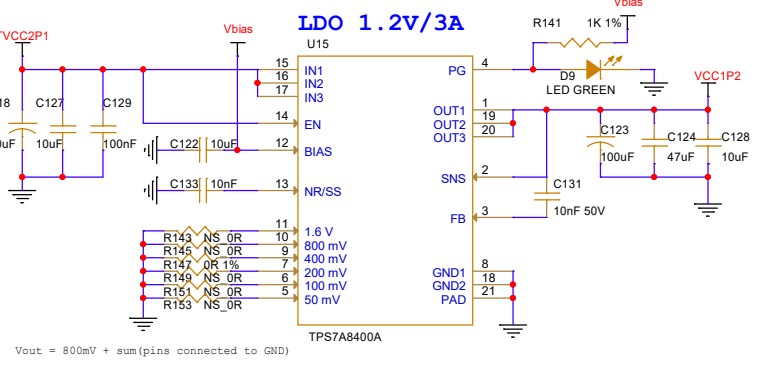 LDO 1.2V/3A
U15
TVCC2P1
Vbias
Vbias
R141 1K 1%
D9
LED GREEN
VCC1P2
15 IN1
16 IN2
17 IN3
14 EN
12 BIAS
13 NR/SS
11 1.6 V
10 800 mV
9 400 mV
7 200 mV
6 100 mV
5 50 mV
PG 4
OUT1 1
OUT2 19
OUT3 20
SNS 2
FB 3
GND1 8
GND2 18
PAD 21
C127
10uF
C129
100nF
C122 10uF
C133 10nF
R143 NS_0R
R145 NS_0R
R147 0R 1%
R149 NS_0R
R151 NS_0R
R153 NS_0R
C131
10nF 50V
C123
100uF
C124
47uF
C128
10uF
TPS7A8400A
Vout = 800mV + sum(pins connected to GND)